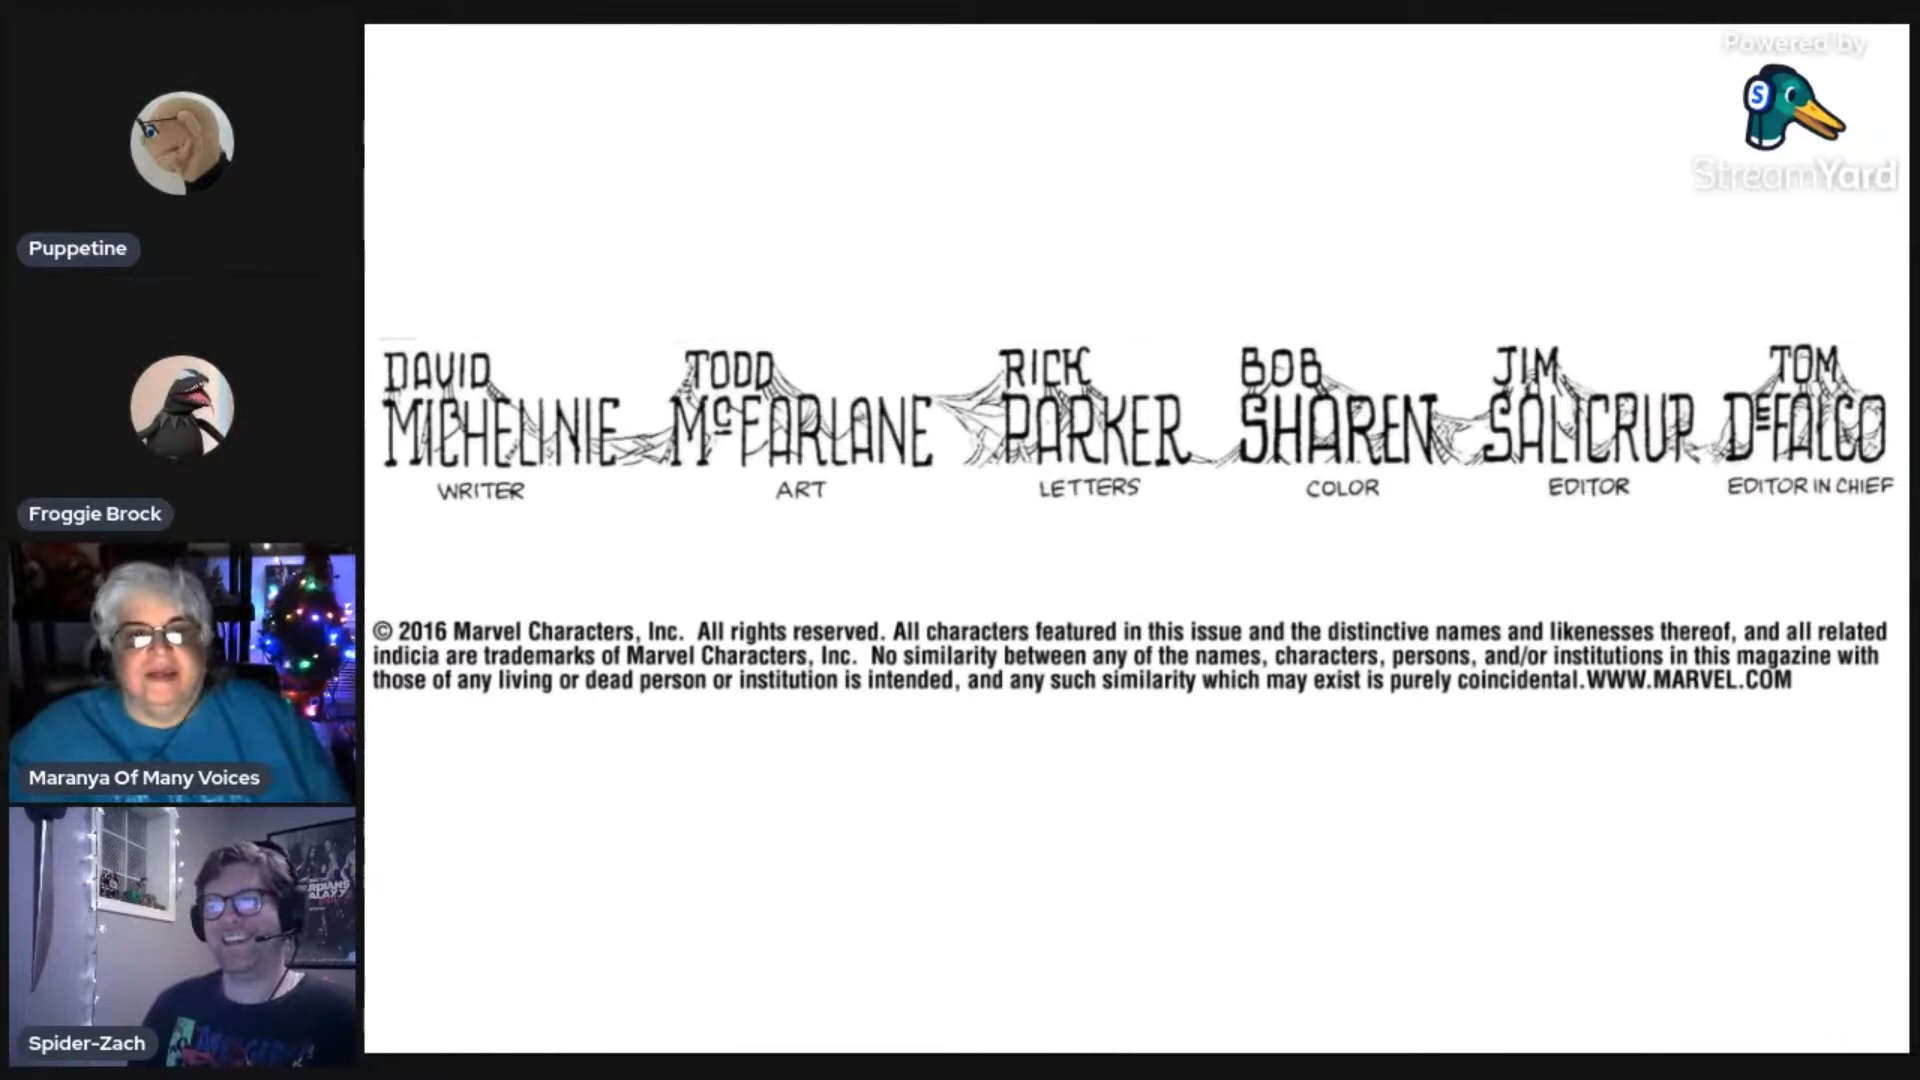 Powered by
StreamYard
Puppetine
Froggie Brock
Maranya Of Many Voices
Spider-Zach
DAVID MICHELINIE WRITER
TODD McFARLANE ART
RICK PARKER LETTERS
BOB SHAREN COLOR
JIM SALICRUP EDITOR
TOM DeFALCO EDITOR IN CHIEF
© 2016 Marvel Characters, Inc. All rights reserved. All characters featured in this issue and the distinctive names and likenesses thereof, and all related
indicia are trademarks of Marvel Characters, Inc. No similarity between any of the names, characters, persons, and/or institutions in this magazine with
those of any living or dead person or institution is intended, and any such similarity which may exist is purely coincidental.WWW.MARVEL.COM